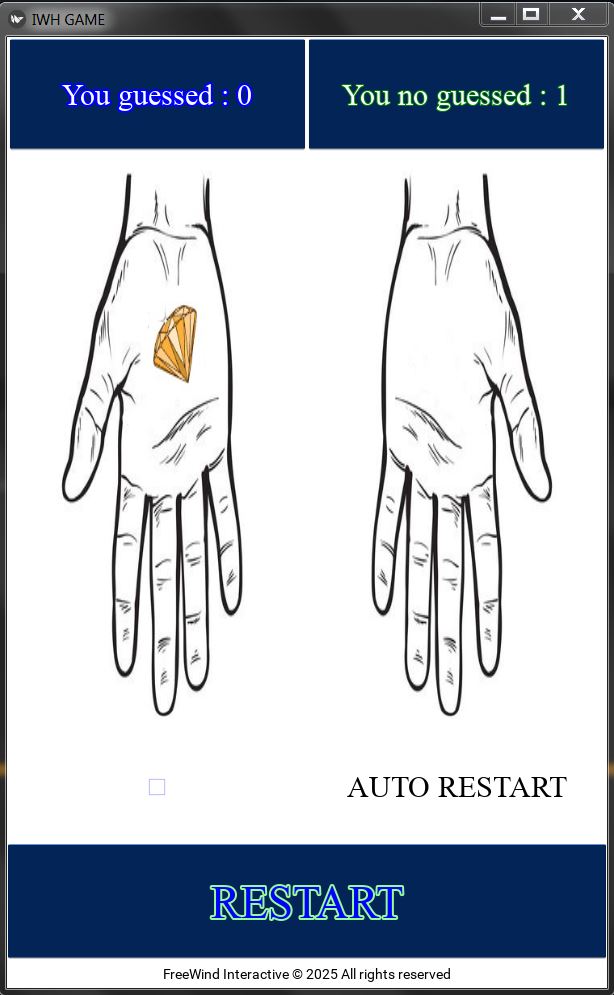 IWH GAME
You guessed : 0
You no guessed : 1
AUTO RESTART
RESTART
FreeWind Interactive © 2025 All rights reserved